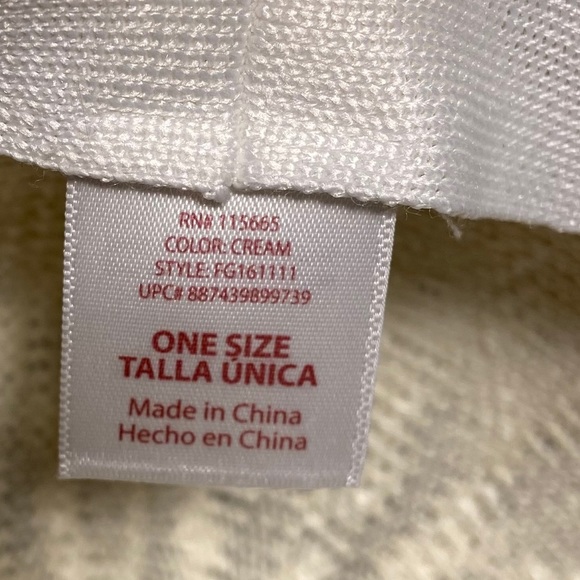 RN# 115665
COLOR: CREAM
STYLE: FG161111
UPC# 887439899739
ONE SIZE
TALLA ÚNICA
Made in China
Hecho en China